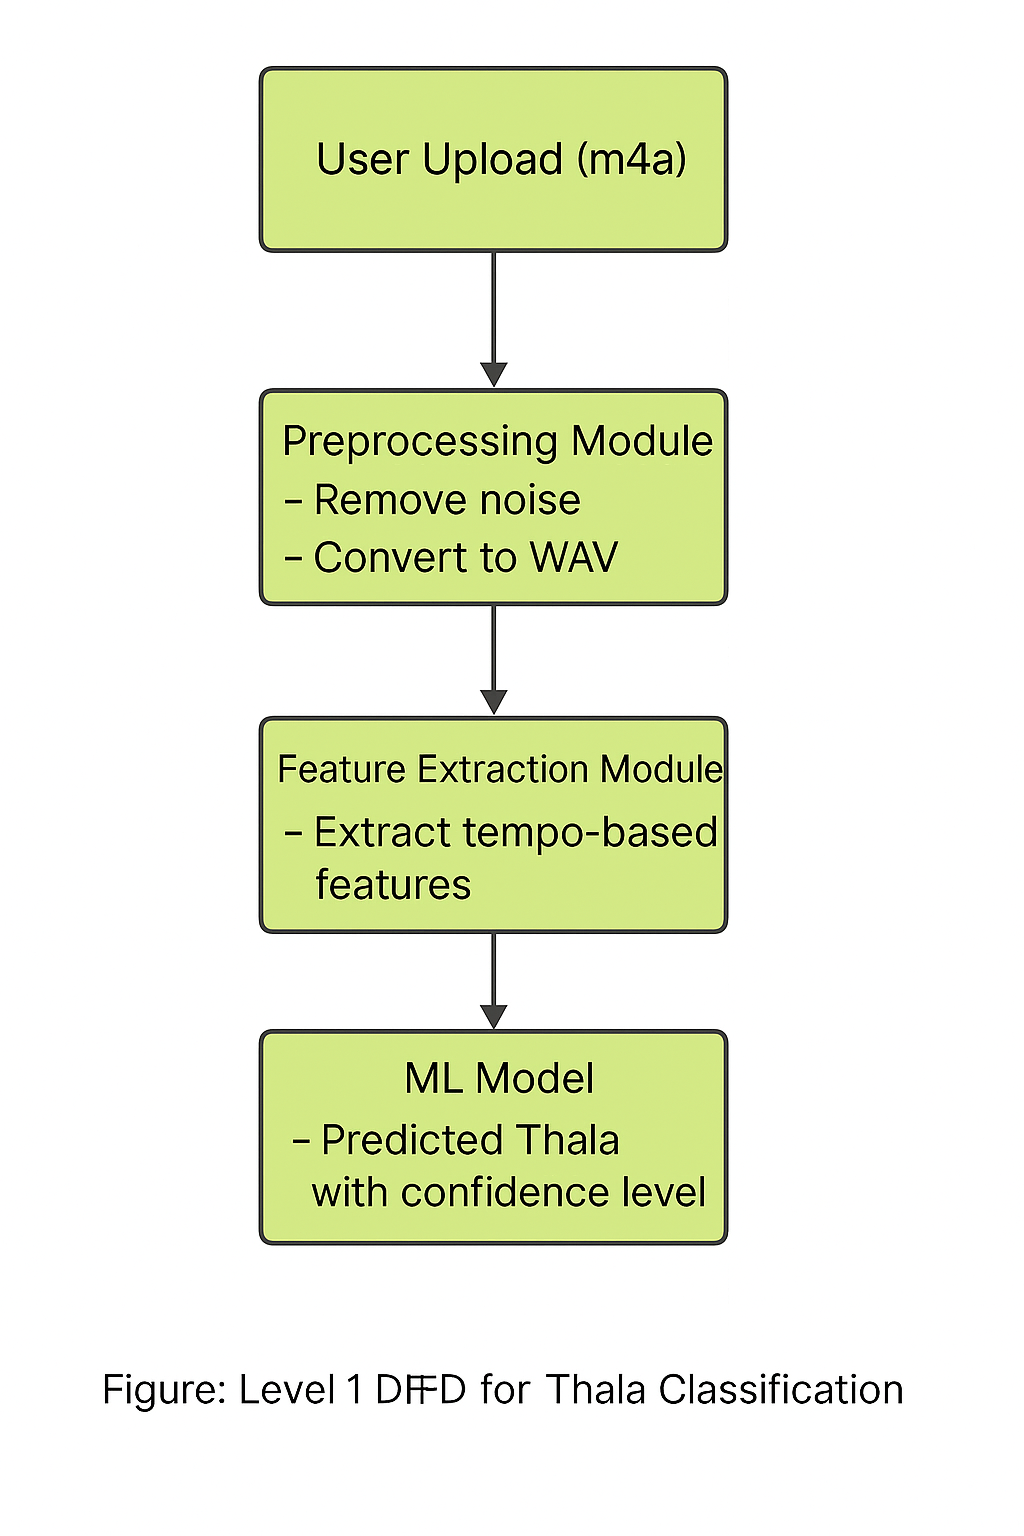 User Upload (m4a)
Preprocessing Module
– Remove noise
– Convert to WAV
Feature Extraction Module
– Extract tempo-based
features
ML Model
– Predicted Thala
with confidence level
Figure: Level 1 DFFD for Thala Classification